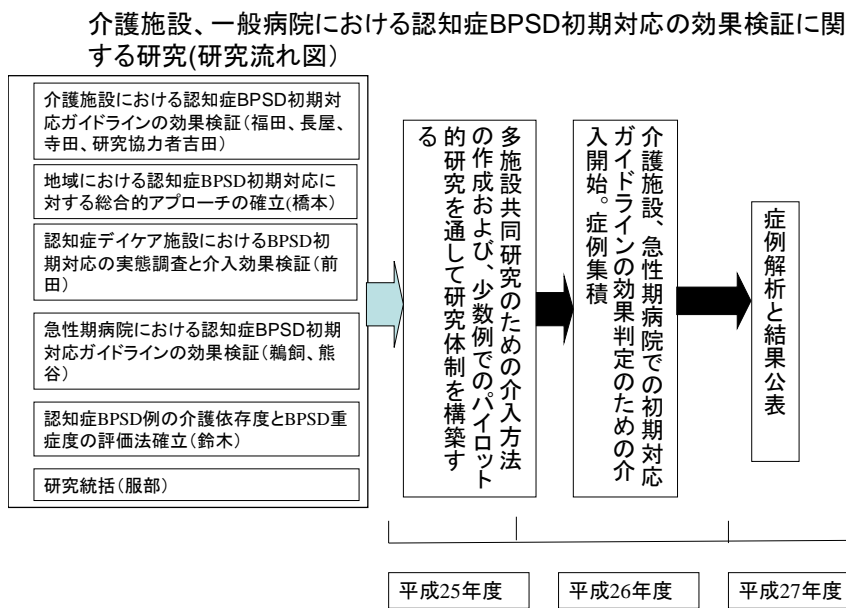 介護施設、一般病院における認知症BPSD初期対応の効果検証に関
する研究(研究流れ図)
介護施設における認知症BPSD初期対
応ガイドラインの効果検証(福田、長屋、
寺田、研究協力者吉田)
地域における認知症BPSD初期対応に
対する総合的アプローチの確立(橋本)
認知症デイケア施設におけるBPSD初
期対応の実態調査と介入効果検証(前
田)
急性期病院における認知症BPSD初期
対応ガイドラインの効果検証(鵜飼、熊
谷)
認知症BPSD例の介護依存度とBPSD重
症度の評価法確立(鈴木)
研究統括(服部)
多施設共同研究のための介入方法
の作成および、少数例でのパイロット
的研究を通して研究体制を構築す
る
介護施設、急性期病院での初期対応
ガイドラインの効果判定のための介
入開始。症例集積
症例解析と結果公表
平成25年度
平成26年度
平成27年度